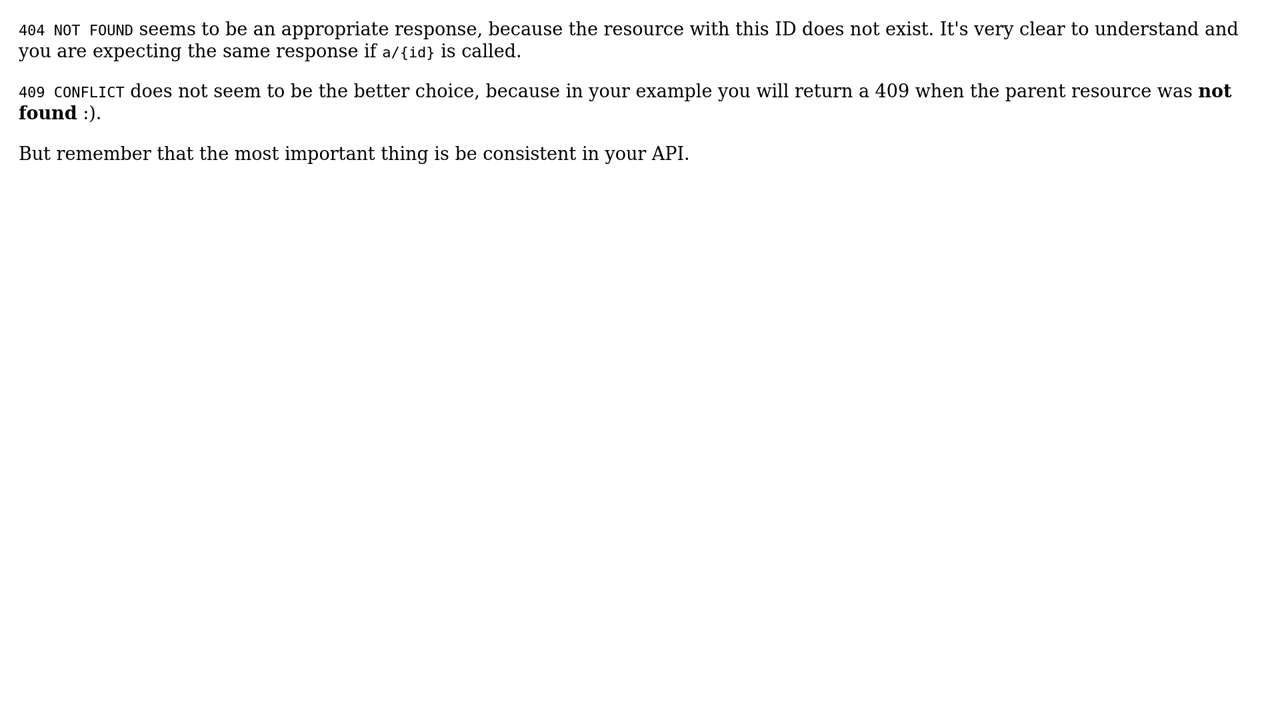 404 NOT FOUND seems to be an appropriate response, because the resource with this ID does not exist. It's very clear to understand and
you are expecting the same response if a/{id} is called.
409 CONFLICT does not seem to be the better choice, because in your example you will return a 409 when the parent resource was not
found :).
But remember that the most important thing is be consistent in your API.